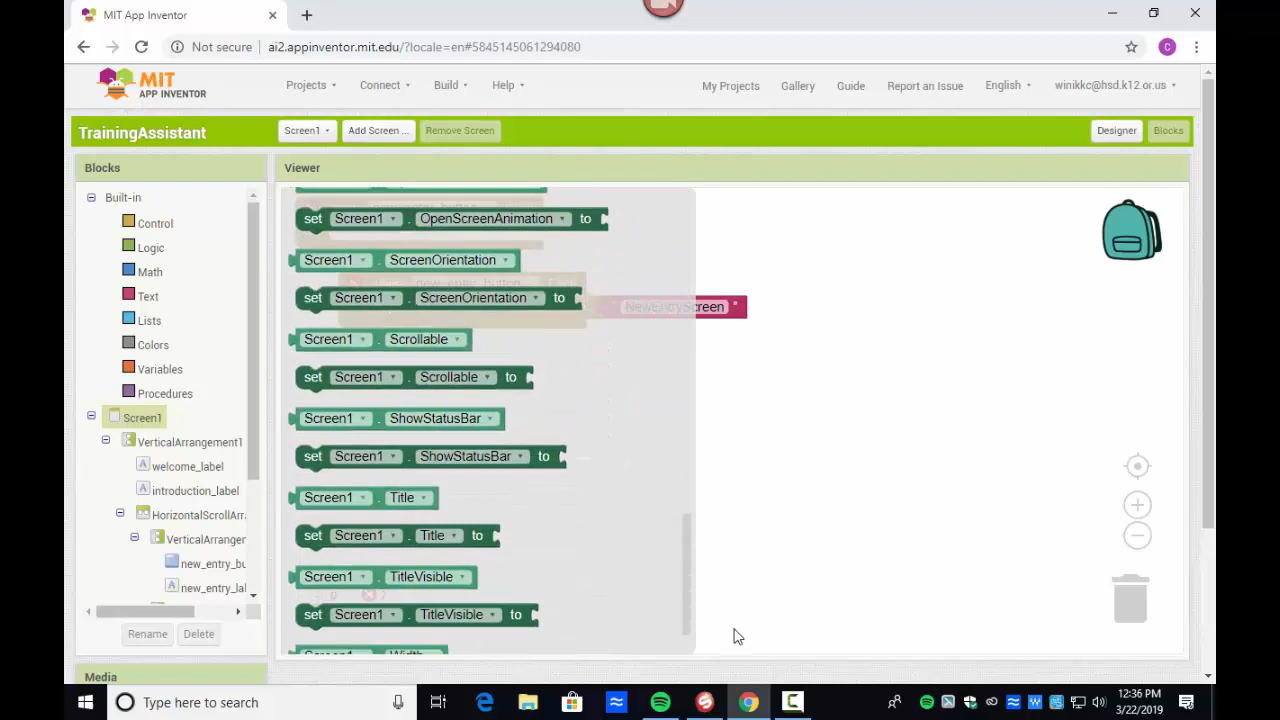 MIT App Inventor
Not secure
ai2.appinventor.mit.edu/?locale=en#5845145061294080
C
MIT
APP INVENTOR
Projects
Connect
Build
Help
My Projects
Gallery
Guide
Report an Issue
English
winikkc@hsd.k12.or.us
TrainingAssistant
Screen1
Add Screen ...
Remove Screen
Designer
Blocks
Blocks
Viewer
Built-in
Control
Logic
Math
Text
Lists
Colors
Variables
Procedures
Screen1
VerticalArrangement1
welcome_label
introduction_label
HorizontalScrollArr
VerticalArranger
new_entry_bu
new_entry_lal
Rename
Delete
Media
set Screen1 . OpenScreenAnimation to
Screen1 . ScreenOrientation
set Screen1 . ScreenOrientation to
" NewEntryScreen "
Screen1 . Scrollable
set Screen1 . Scrollable to
Screen1 . ShowStatusBar
set Screen1 . ShowStatusBar to
Screen1 . Title
set Screen1 . Title to
Screen1 . TitleVisible
set Screen1 . TitleVisible to
Screen1 . Width
Type here to search
12:36 PM
3/22/2019